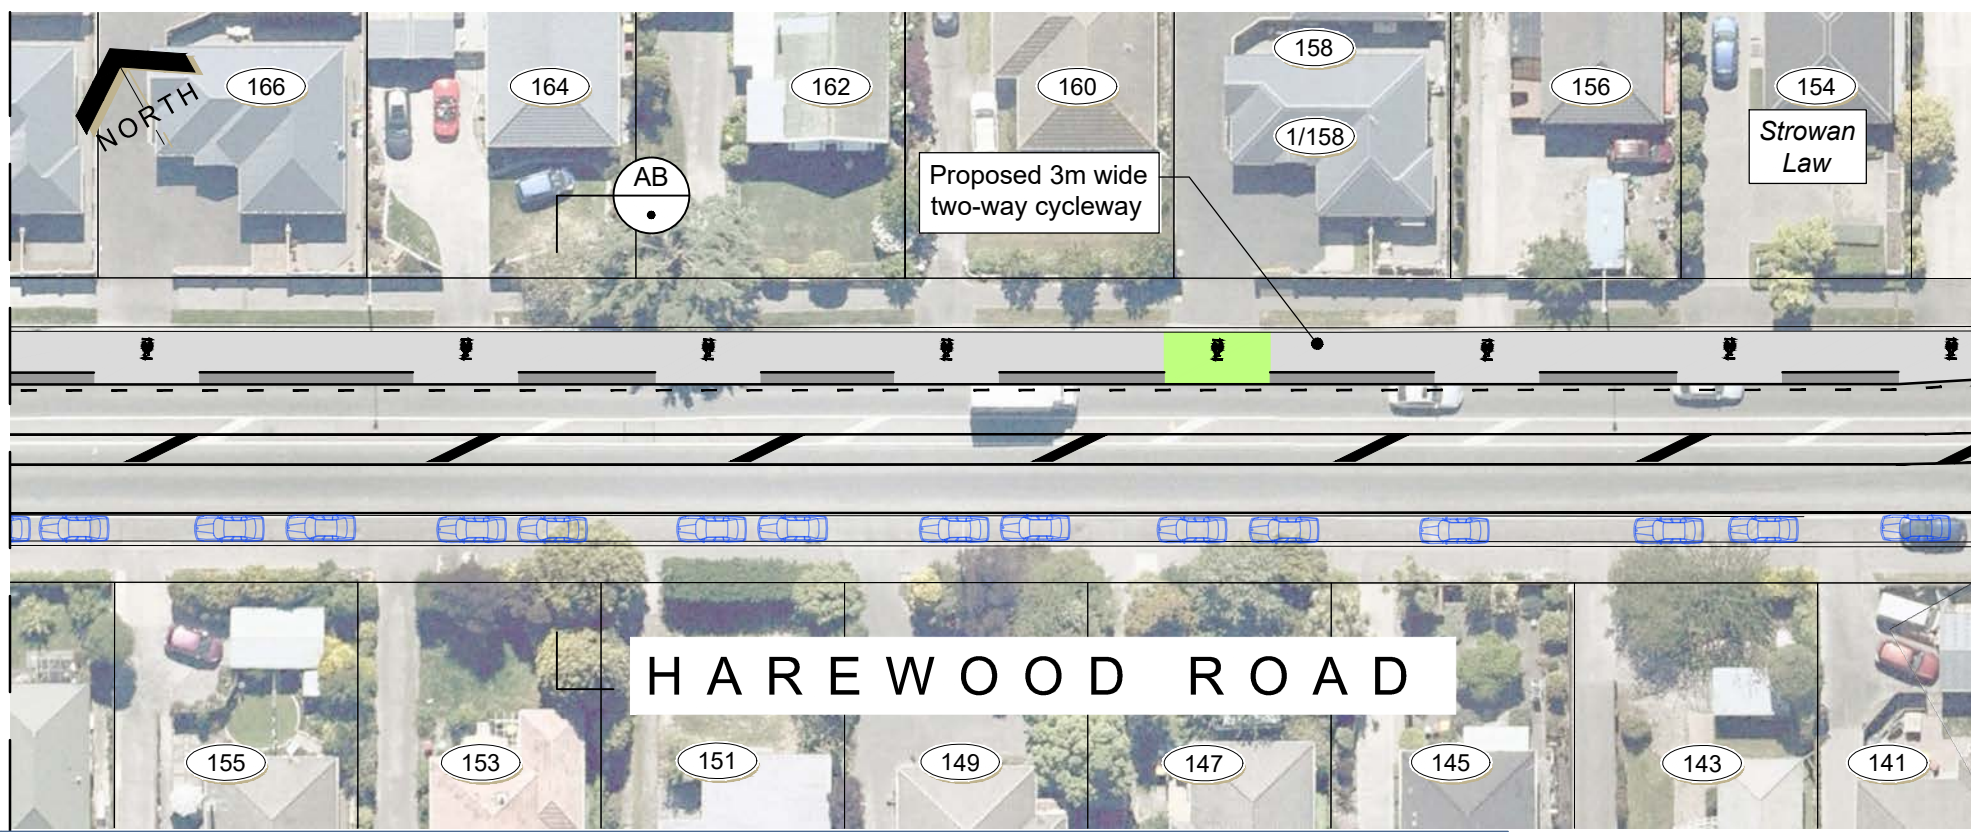 NORTH
166
164
162
160
158
1/158
156
154
Strowan
Law
AB
Proposed 3m wide
two-way cycleway
HAREWOOD ROAD
155
153
151
149
147
145
143
141